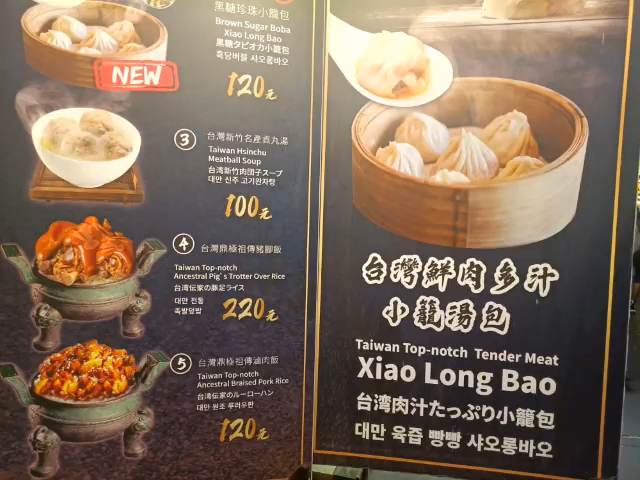 黑糖珍珠小籠包
Brown Sugar Boba
Xiao Long Bao
黒糖タピオカ小籠包
흑당버블 샤오롱바오
NEW
120元
3
台灣新竹名產貢丸湯
Taiwan Hsinchu
Meatball Soup
台湾新竹肉団子スープ
대만 신주 고기완자탕
100元
4
台灣鼎極祖傳豬腳飯
Taiwan Top-notch
Ancestral Pig's Trotter Over Rice
台湾伝家の豚足ライス
대만 전통
족발덮밥
220元
5
台灣鼎極祖傳滷肉飯
Taiwan Top-notch
Ancestral Braised Pork Rice
台湾伝家のルーローハン
대만 원조 루러우판
120元
台灣鮮肉多汁
小籠湯包
Taiwan Top-notch Tender Meat
Xiao Long Bao
台湾肉汁たっぷり小籠包
대만 육즙 빵빵 샤오롱바오